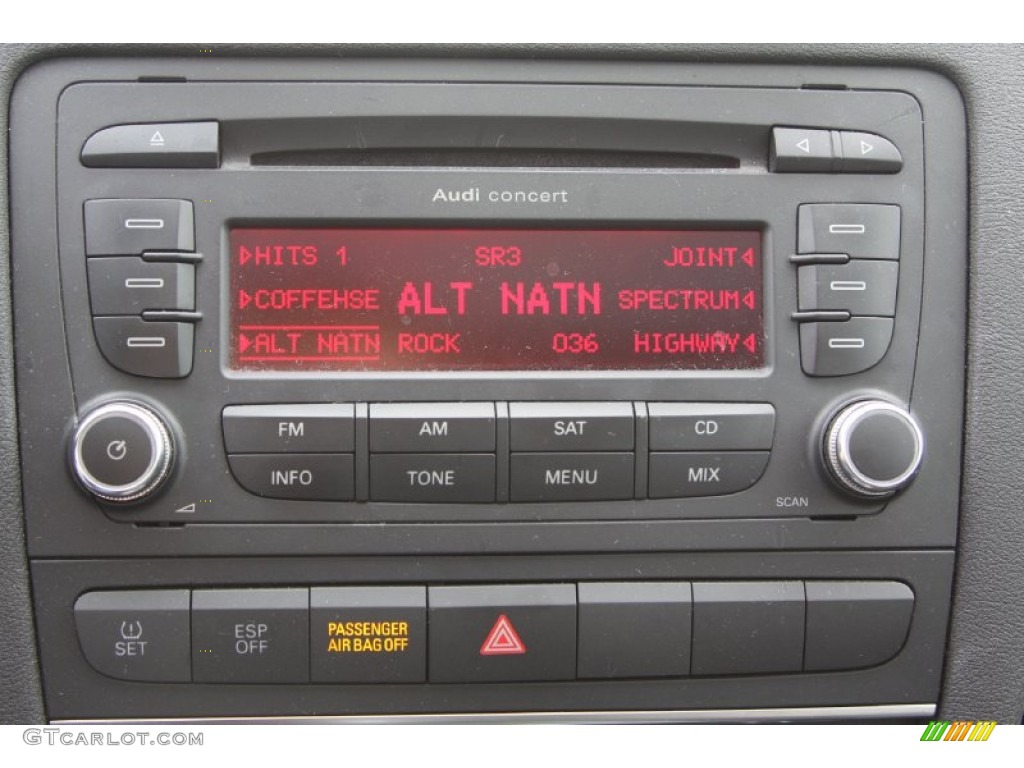 Audi concert
HITS 1 SR3 JOINT
COFFEHSE ALT NATN SPECTRUM
ALT NATN ROCK 036 HIGHWAY
FM AM SAT CD
INFO TONE MENU MIX
SCAN
SET
ESP
OFF
PASSENGER
AIR BAG OFF
GTCARLOT.COM